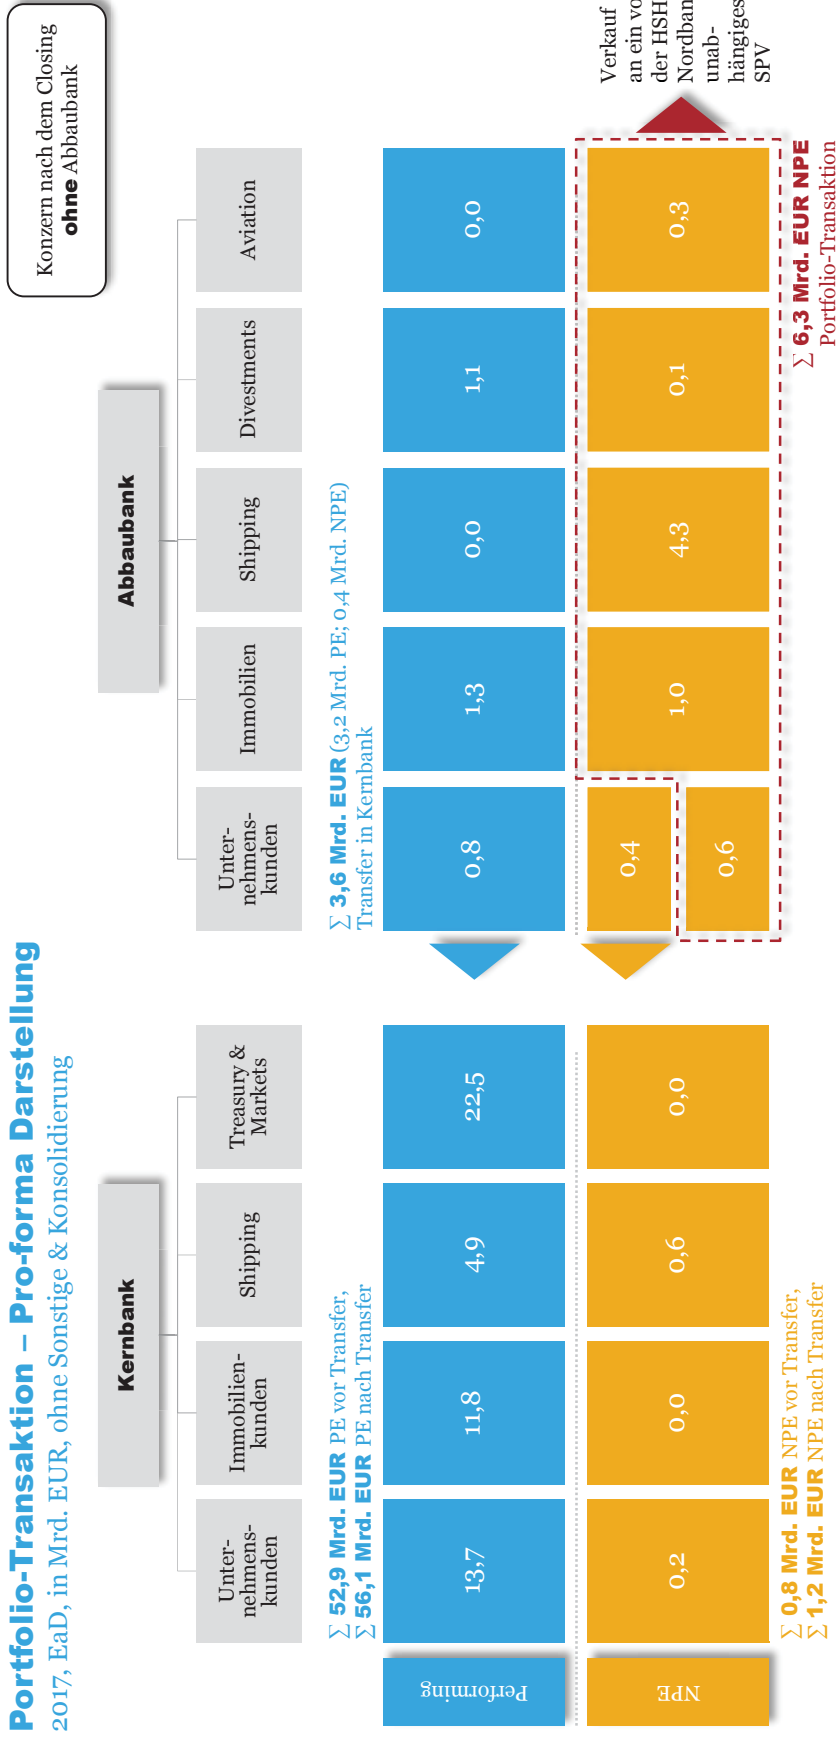 Portfolio-Transaktion – Pro-forma Darstellung
2017, EaD, in Mrd. EUR, ohne Sonstige & Konsolidierung
Konzern nach dem Closing
ohne Abbaubank
Kernbank
Abbaubank
Unter-
nehmens-
kunden
Immobilien-
kunden
Shipping
Treasury &
Markets
Unter-
nehmens-
kunden
Immobilien
Shipping
Divestments
Aviation
∑ 52,9 Mrd. EUR PE vor Transfer,
∑ 56,1 Mrd. EUR PE nach Transfer
∑ 3,6 Mrd. EUR (3,2 Mrd. PE; 0,4 Mrd. NPE)
Transfer in Kernbank
Performing
13,7
11,8
4,9
22,5
0,8
1,3
0,0
1,1
0,0
NPE
0,2
0,0
0,6
0,0
0,4
0,6
1,0
4,3
0,1
0,3
Verkauf
an ein vo
der HSH
Nordban
unab-
hängiges
SPV
∑ 0,8 Mrd. EUR NPE vor Transfer,
∑ 1,2 Mrd. EUR NPE nach Transfer
∑ 6,3 Mrd. EUR NPE
Portfolio-Transaktion